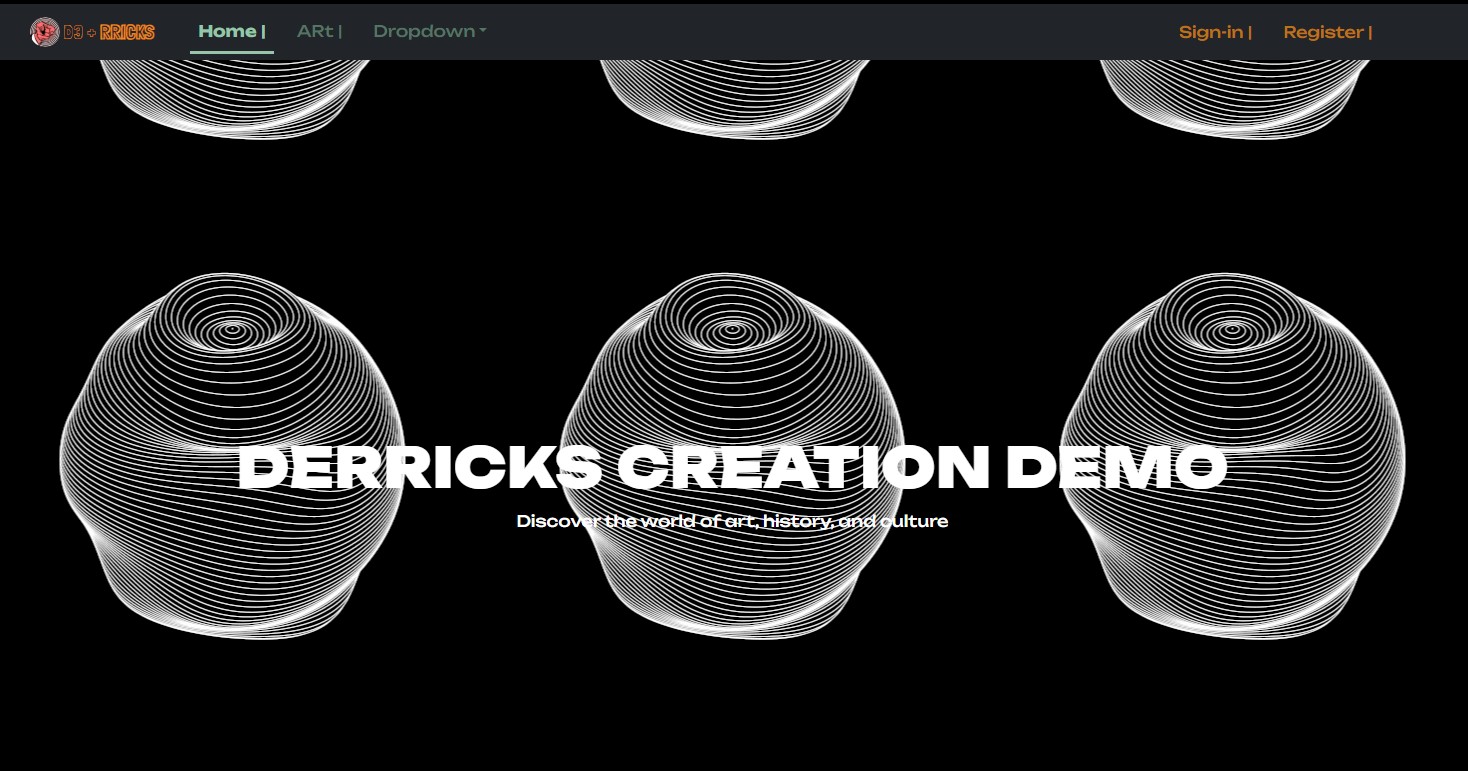 D3 + RRICKS
Home | ARt | Dropdown Sign-in | Register |
DERRICKS CREATION DEMO
Discover the world of art, history, and culture